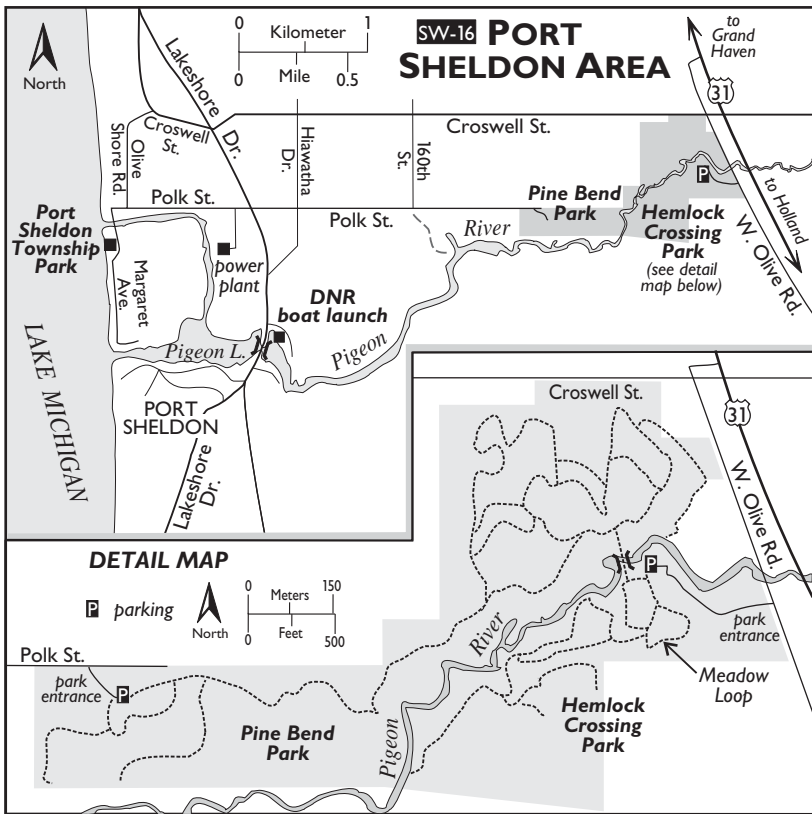 SW-16 PORT
SHELDON AREA
North
0
Kilometer
1
0
Mile
0.5
to
Grand
Haven
31
Lakeshore
Dr.
Olive
Shore Rd.
Croswell
St.
Hiawatha
Dr.
160th
St.
Croswell St.
Polk St.
Polk St.
Port
Sheldon
Township
Park
Margaret
Ave.
power
plant
DNR
boat launch
River
Pine Bend
Park
P
Hemlock
Crossing
Park
(see detail
map below)
to Holland
W. Olive Rd.
LAKE MICHIGAN
Pigeon L.
Pigeon
PORT
SHELDON
Lakeshore
Dr.
DETAIL MAP
P parking
North
0
Meters
150
0
Feet
500
Croswell St.
31
W. Olive Rd.
P
park
entrance
Meadow
Loop
River
Polk St.
park
entrance
P
Pine Bend
Park
Pigeon
Hemlock
Crossing
Park